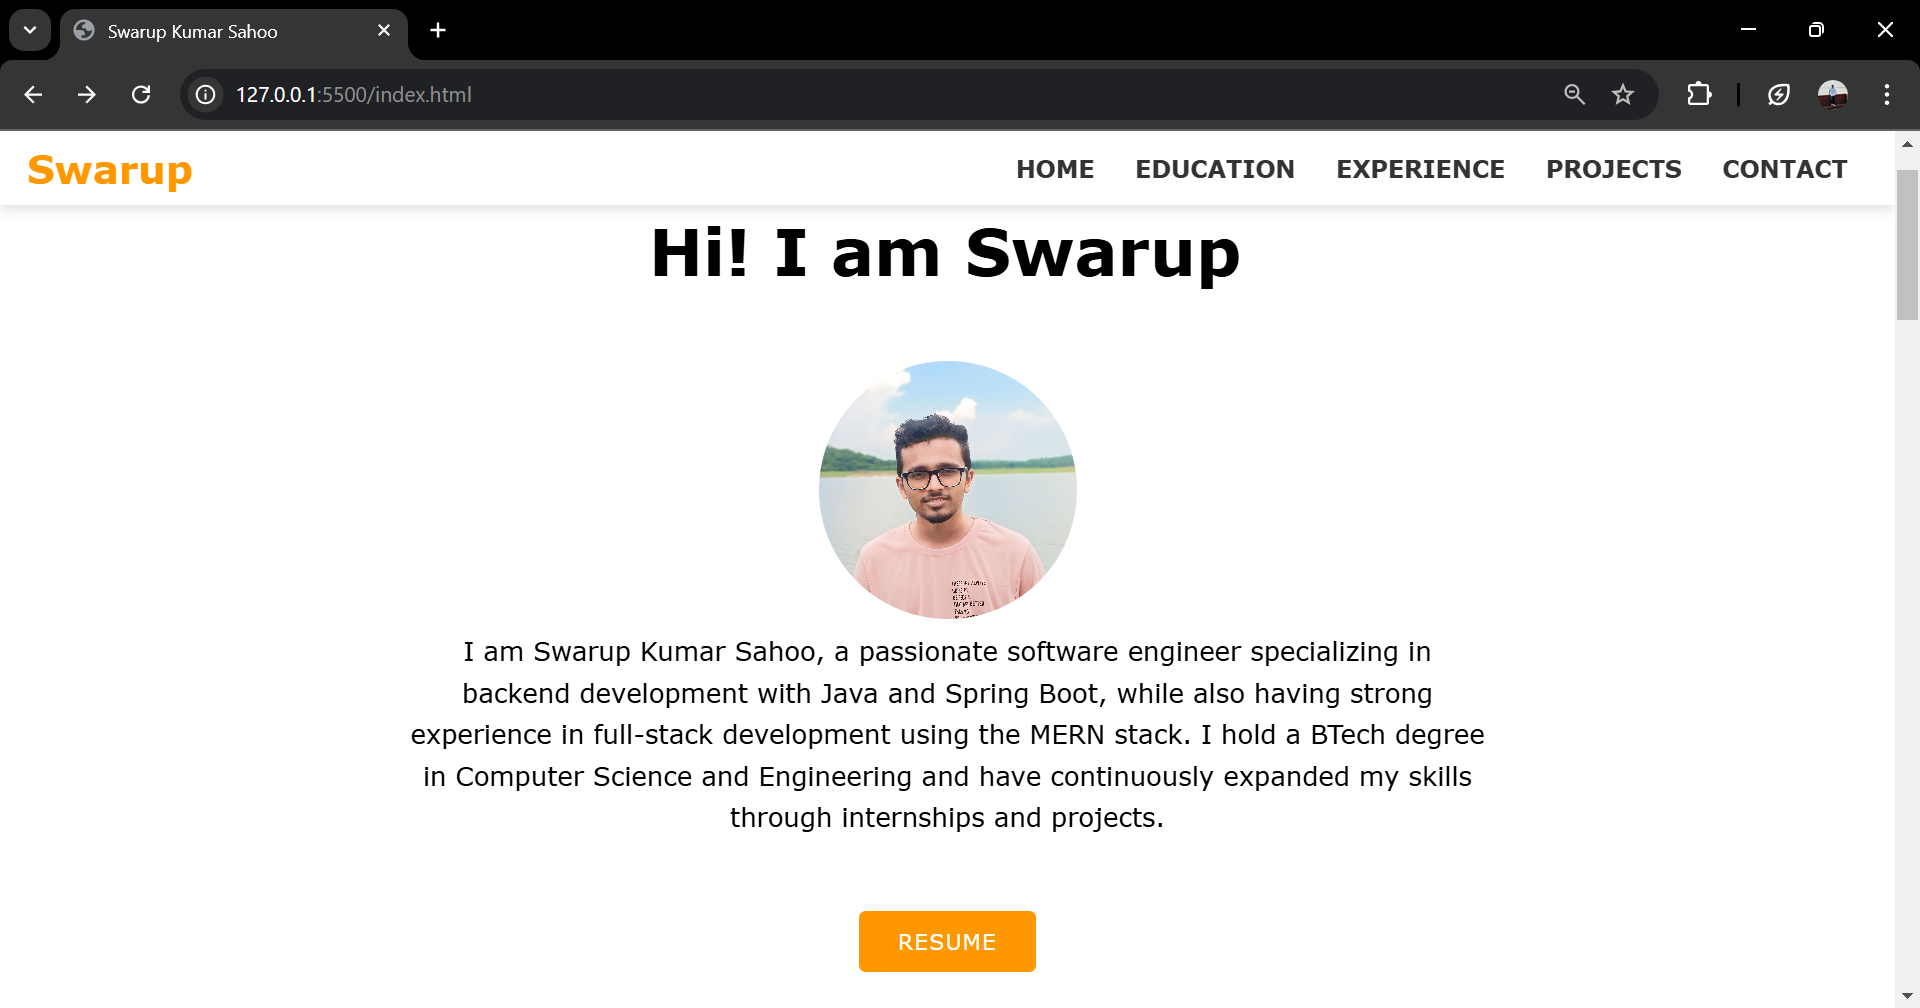 Swarup Kumar Sahoo
127.0.0.1:5500/index.html
Swarup
HOME EDUCATION EXPERIENCE PROJECTS CONTACT
Hi! I am Swarup
I am Swarup Kumar Sahoo, a passionate software engineer specializing in
backend development with Java and Spring Boot, while also having strong
experience in full-stack development using the MERN stack. I hold a BTech degree
in Computer Science and Engineering and have continuously expanded my skills
through internships and projects.
RESUME